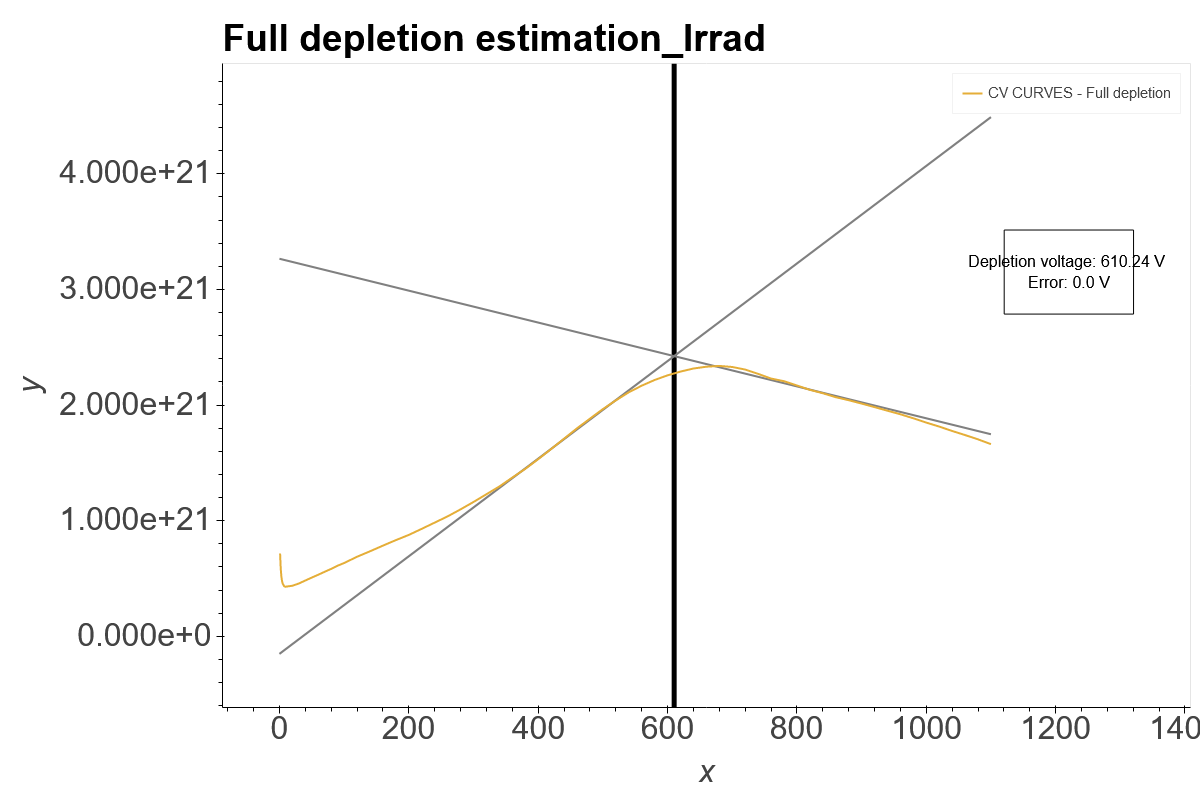 Full depletion estimation_Irrad
CV CURVES - Full depletion
4.000e+21
3.000e+21
2.000e+21
1.000e+21
0.000e+0
y
Depletion voltage: 610.24 V
Error: 0.0 V
0 200 400 600 800 1000 1200 140
x